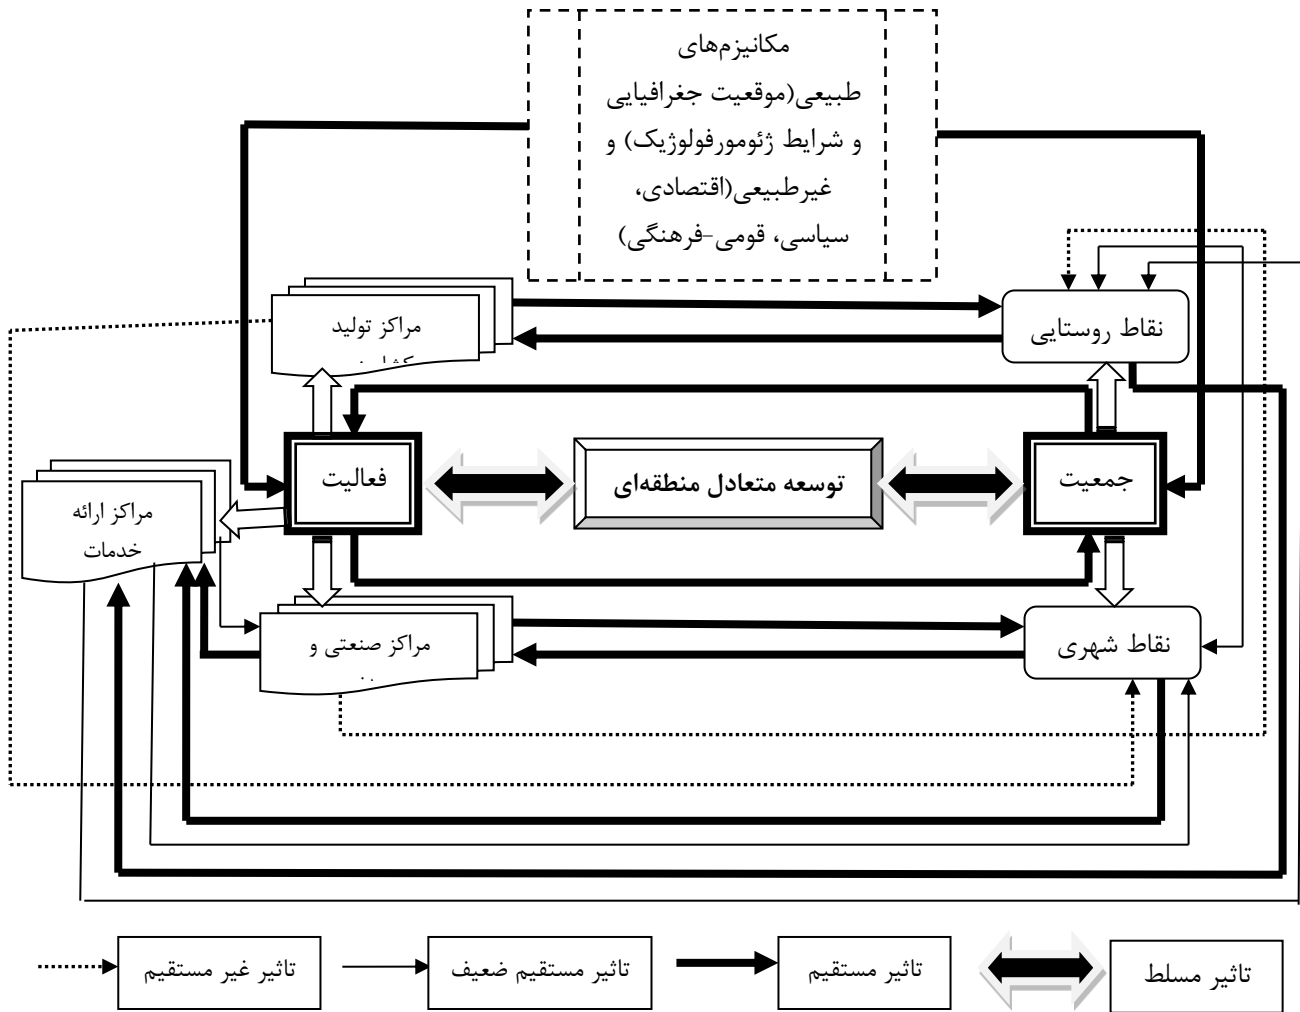 مکانیزم‌های
طبیعی(موقعیت جغرافیایی
و شرایط ژئومورفولوژیک) و
غیرطبیعی(اقتصادی،
سیاسی، قومی-فرهنگی)
نقاط روستایی
مراکز تولید
جمعیت
توسعه متعادل منطقه‌ای
فعالیت
مراکز ارائه
خدمات
نقاط شهری
مراکز صنعتی و
تاثیر مسلط
تاثیر مستقیم
تاثیر مستقیم ضعیف
تاثیر غیر مستقیم